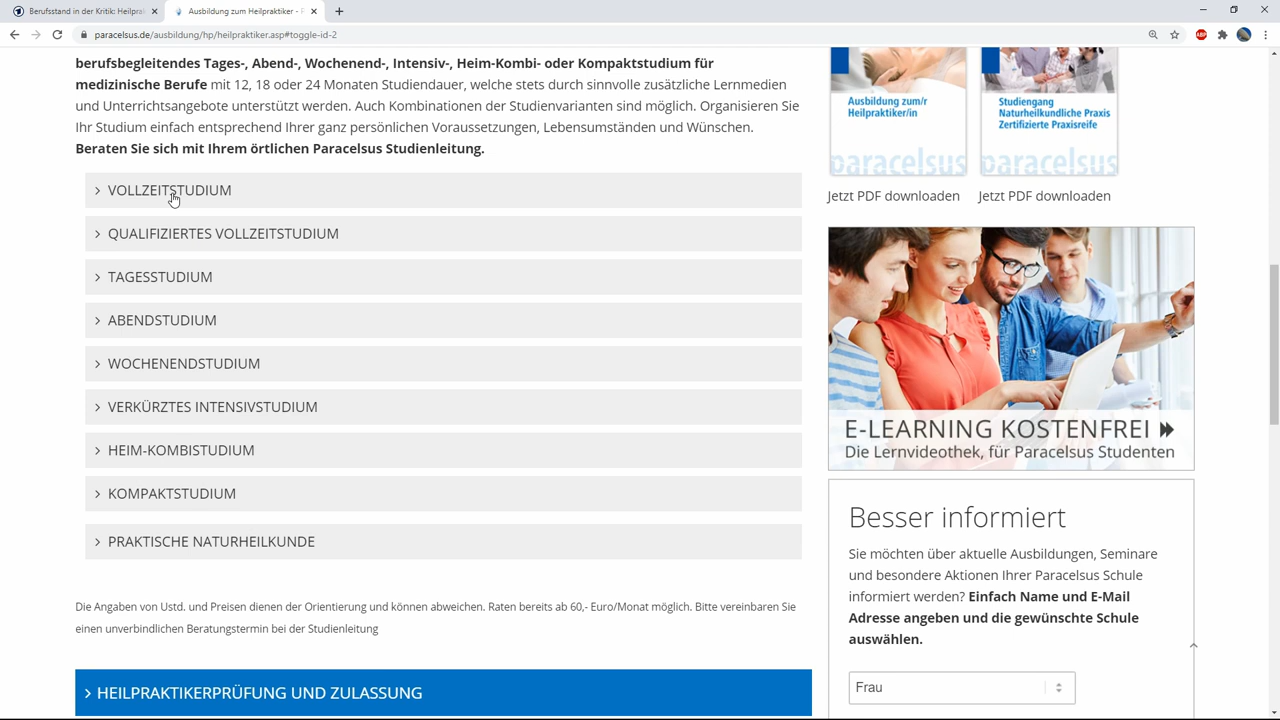 Berufsstand in der Kritik: Heilprak
Ausbildung zum Heilpraktiker - P
paracelsus.de/ausbildung/hp/heilpraktiker.asp#toggle-id-2
ABP
berufsbegleitendes Tages-, Abend-, Wochenend-, Intensiv-, Heim-Kombi- oder Kompaktstudium für
medizinische Berufe mit 12, 18 oder 24 Monaten Studiendauer, welche stets durch sinnvolle zusätzliche Lernmedien
und Unterrichtsangebote unterstützt werden. Auch Kombinationen der Studienvarianten sind möglich. Organisieren Sie
Ihr Studium einfach entsprechend Ihrer ganz persönlichen Voraussetzungen, Lebensumständen und Wünschen.
Beraten Sie sich mit Ihrem örtlichen Paracelsus Studienleitung.
VOLLZEITSTUDIUM
QUALIFIZIERTES VOLLZEITSTUDIUM
TAGESSTUDIUM
ABENDSTUDIUM
WOCHENENDSTUDIUM
VERKÜRZTES INTENSIVSTUDIUM
HEIM-KOMBISTUDIUM
KOMPAKTSTUDIUM
PRAKTISCHE NATURHEILKUNDE
Die Angaben von Ustd. und Preisen dienen der Orientierung und können abweichen. Raten bereits ab 60,- Euro/Monat möglich. Bitte vereinbaren Sie
einen unverbindlichen Beratungstermin bei der Studienleitung
HEILPRAKTIKERPRÜFUNG UND ZULASSUNG
Ausbildung zum/r
Heilpraktiker/in
paracelsus
Jetzt PDF downloaden
Studiengang
Naturheilkundliche Praxis
Zertifizierte Praxisreife
paracelsus
Jetzt PDF downloaden
E-LEARNING KOSTENFREI
Die Lernvideothek, für Paracelsus Studenten
Besser informiert
Sie möchten über aktuelle Ausbildungen, Seminare
und besondere Aktionen Ihrer Paracelsus Schule
informiert werden? Einfach Name und E-Mail
Adresse angeben und die gewünschte Schule
auswählen.
Frau